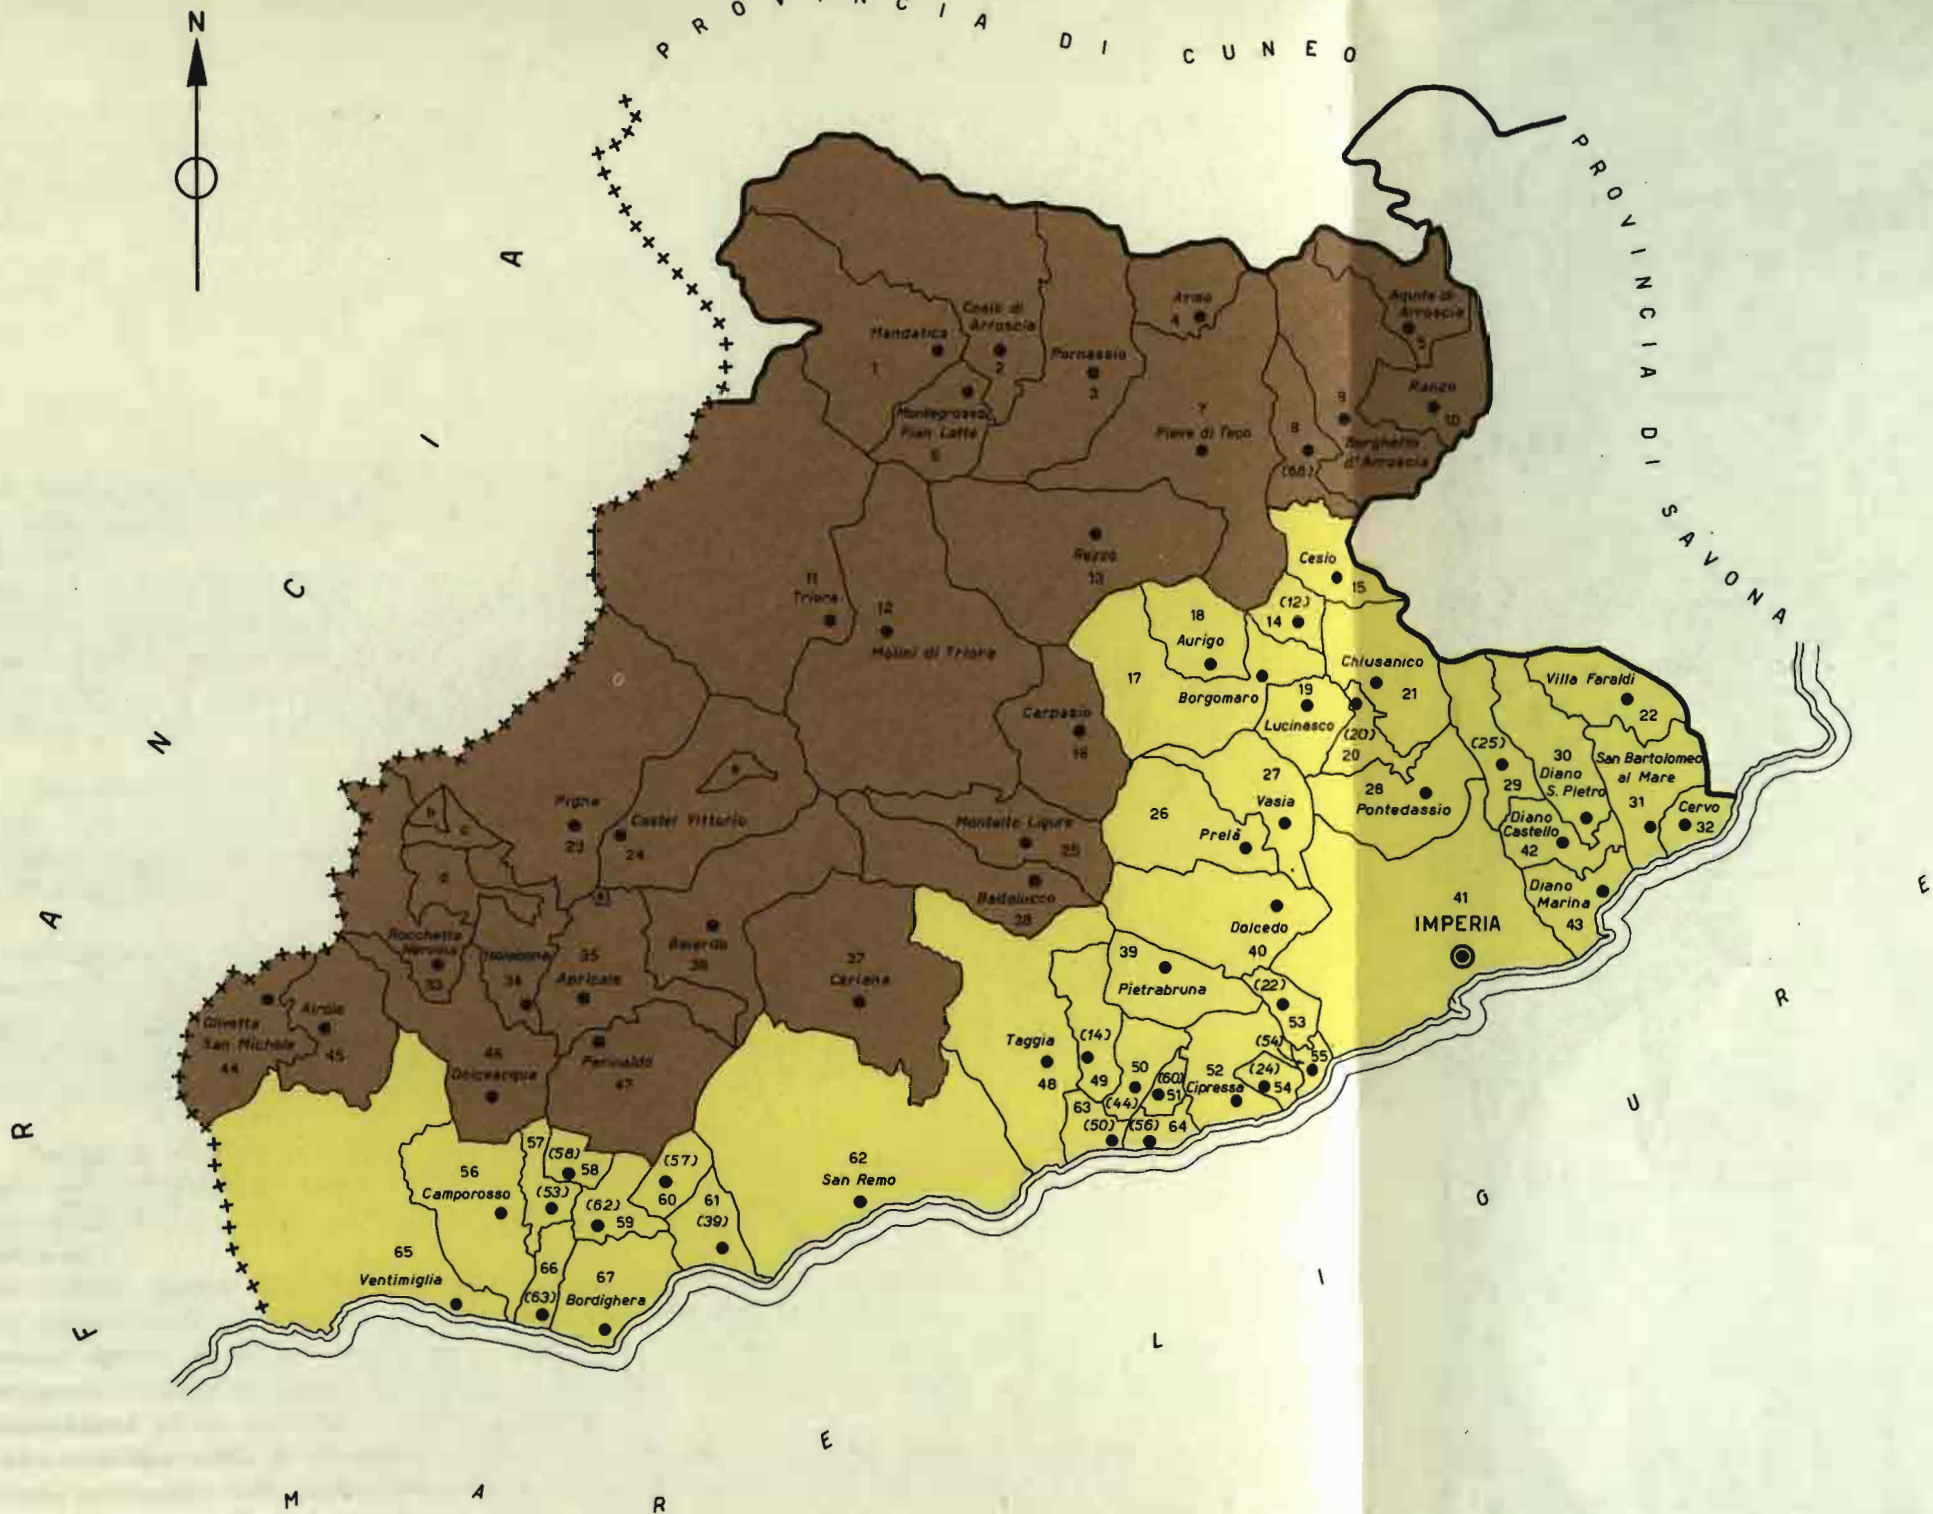 N
PROVINCIA DI CUNEO
PROVINCIA DI SAVONA
FRANCIA
MARE LIGURE
Mendatica
1
Cosio di
Arroscia
2
Pornassio
3
Armo
4
Aquila di
Arroscia
5
Montegrosso
Pian Latte
6
7
Pieve di Teco
8
(66)
9
Borghetto
d'Arroscia
Ranzo
10
11
Triora
12
Molini di Triora
Rezzo
13
(12)
14
Cesio
15
Carpasio
16
17
Borgomaro
18
Aurigo
19
Lucinasco
(20)
20
Chiusanico
21
Villa Faraldi
22
Pigna
23
Castel Vittorio
24
a
b
c
d
Montalto Ligure
25
26
Prelà
27
Vasia
28
Pontedassio
(25)
29
30
Diano
S. Pietro
San Bartolomeo
al Mare
31
Cervo
32
Rocchetta
Nervina
33
Isolabona
34
35
Apricale
Baiardo
36
37
Ceriana
Badalucco
38
39
Pietrabruna
Dolcedo
40
41
IMPERIA
Diano
Castello
42
Diano
Marina
43
Olivetta
San Michele
44
Airole
45
46
Dolceacqua
Perinaldo
47
Taggia
48
(14)
49
50
(44)
(60)
51
52
Cipressa
(22)
53
(54)
55
(24)
54
63
(50)
(56)
64
56
Camporosso
57
(53)
(58)
58
(62)
59
(57)
60
61
(39)
62
San Remo
65
Ventimiglia
66
(63)
67
Bordighera